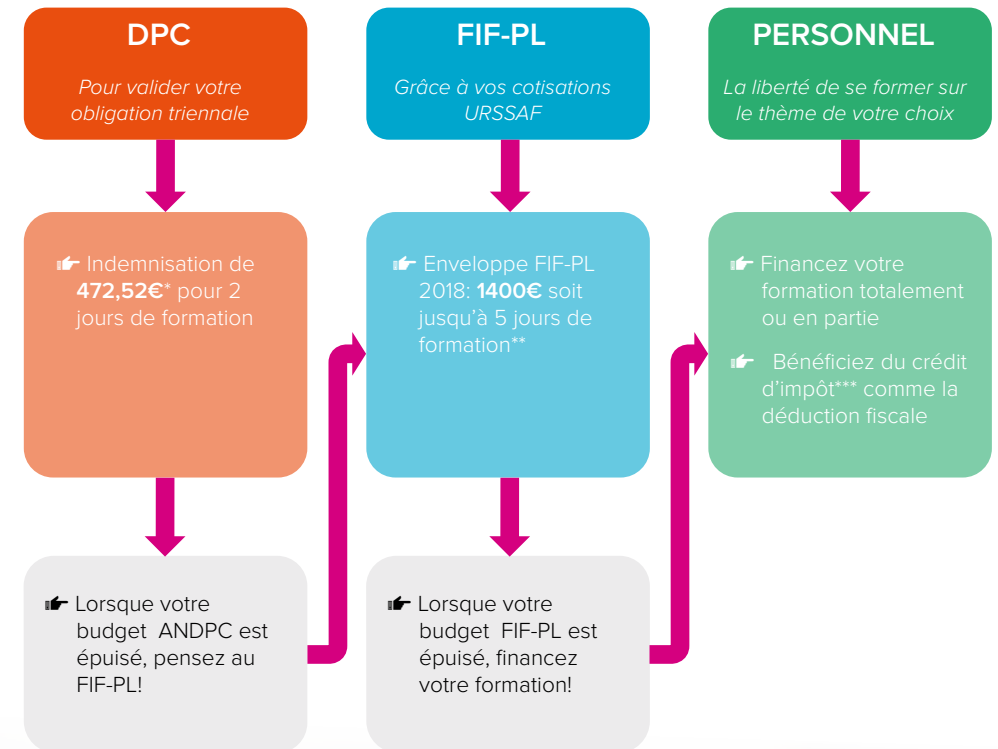 DPC
Pour valider votre
obligation triennale
Indemnisation de
472,52€* pour 2
jours de formation
Lorsque votre
budget ANDPC est
épuisé, pensez au
FIF-PL!
FIF-PL
Grâce à vos cotisations
URSSAF
Enveloppe FIF-PL
2018: 1400€ soit
jusqu'à 5 jours de
formation**
Lorsque votre
budget FIF-PL est
épuisé, financez
votre formation!
PERSONNEL
La liberté de se former sur
le thème de votre choix
Financez votre
formation totalement
ou en partie
Bénéficiez du crédit
d'impôt*** comme la
déduction fiscale